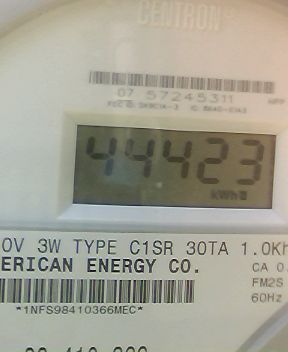 CENTRON
07 57245311
44423
kWh
0V 3W TYPE C1SR 30TA 1.0Kh
ERICAN ENERGY CO.
CA 0.
FM2S
60Hz
*1NFS98410366MEC*